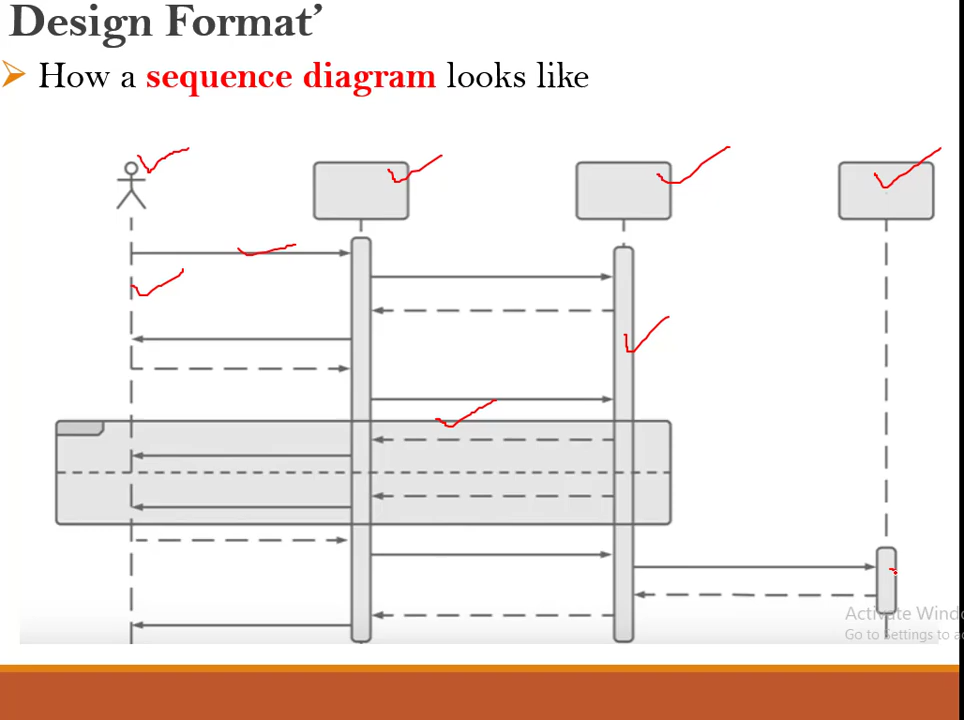 Design Format’
How a sequence diagram looks like
Activate Windo
Go to Settings to a